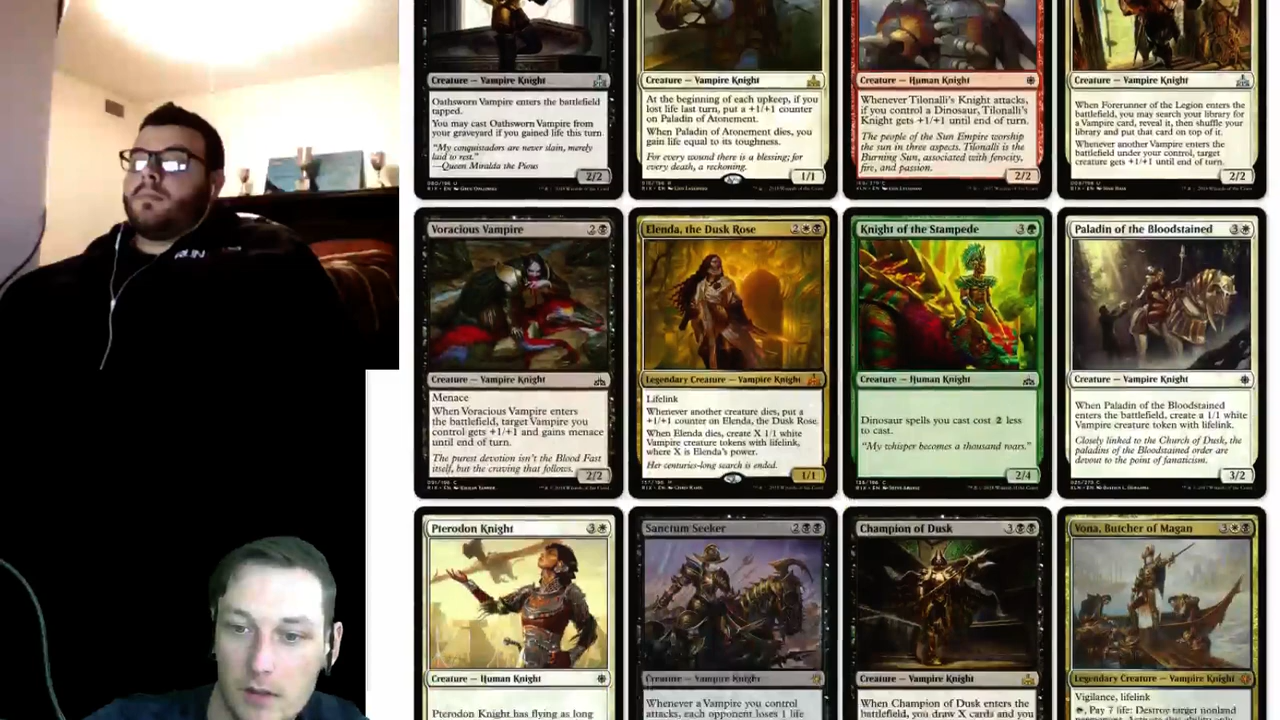 Creature — Vampire Knight
Oathsworn Vampire enters the battlefield
tapped.
You may cast Oathsworn Vampire from
your graveyard if you gained life this turn.
"My conquistadors are never slain, merely
laid to rest."
—Queen Miralda the Pious
2/2
Creature — Vampire Knight
At the beginning of each upkeep, if you
lost life last turn, put a +1/+1 counter
on Paladin of Atonement.
When Paladin of Atonement dies, you
gain life equal to its toughness.
For every wound there is a blessing; for
every death, a reckoning.
1/1
Creature — Human Knight
Whenever Tilonalli's Knight attacks,
if you control a Dinosaur, Tilonalli's
Knight gets +1/+1 until end of turn.
The people of the Sun Empire worship
the sun in three aspects. Tilonalli is the
Burning Sun, associated with ferocity,
fire, and passion.
2/2
Creature — Vampire Knight
When Forerunner of the Legion enters the
battlefield, you may search your library for
a Vampire card, reveal it, then shuffle your
library and put that card on top of it.
Whenever another Vampire enters the
battlefield under your control, target
creature gets +1/+1 until end of turn.
2/2
RUN
Voracious Vampire 2
Creature — Vampire Knight
Menace
When Voracious Vampire enters
the battlefield, target Vampire you
control gets +1/+1 and gains menace
until end of turn.
The purest devotion isn't the Blood Fast
itself, but the craving that follows.
2/2
Elenda, the Dusk Rose 2
Legendary Creature — Vampire Knight
Lifelink
Whenever another creature dies, put a
+1/+1 counter on Elenda, the Dusk Rose.
When Elenda dies, create X 1/1 white
Vampire creature tokens with lifelink,
where X is Elenda's power.
Her centuries-long search is ended.
1/1
Knight of the Stampede 3
Creature — Human Knight
Dinosaur spells you cast cost 2 less
to cast.
"My whisper becomes a thousand roars."
2/4
Paladin of the Bloodstained 3
Creature — Vampire Knight
When Paladin of the Bloodstained
enters the battlefield, create a 1/1 white
Vampire creature token with lifelink.
Closely linked to the Church of Dusk, the
paladins of the Bloodstained order are
devout to the point of fanaticism.
3/2
Pterodon Knight 3
Creature — Human Knight
Pterodon Knight has flying as long
Sanctum Seeker 2
Creature — Vampire Knight
Whenever a Vampire you control
attacks, each opponent loses 1 life
Champion of Dusk 3
Creature — Vampire Knight
When Champion of Dusk enters the
battlefield, you draw X cards and you
Vona, Butcher of Magan 3
Legendary Creature — Vampire Knight
Vigilance, lifelink
, Pay 7 life: Destroy target nonland